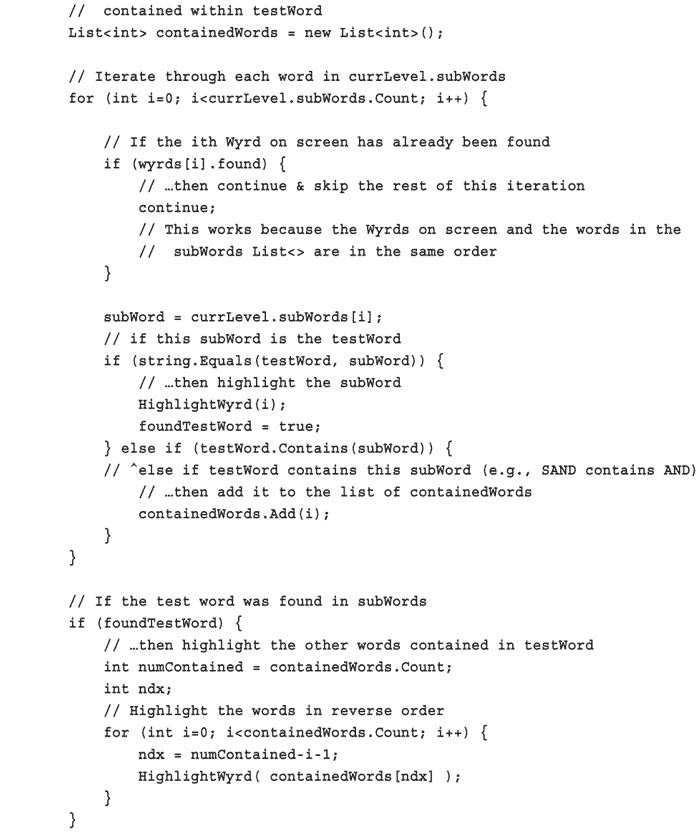 //  contained within testWord
List<int> containedWords = new List<int>();

// Iterate through each word in currLevel.subWords
for (int i=0; i<currLevel.subWords.Count; i++) {

    // If the ith Wyrd on screen has already been found
    if (wyrds[i].found) {
        // …then continue & skip the rest of this iteration
        continue;
        // This works because the Wyrds on screen and the words in the
        //  subWords List<> are in the same order
    }

    subWord = currLevel.subWords[i];
    // if this subWord is the testWord
    if (string.Equals(testWord, subWord)) {
        // …then highlight the subWord
        HighlightWyrd(i);
        foundTestWord = true;
    } else if (testWord.Contains(subWord)) {
    // ^else if testWord contains this subWord (e.g., SAND contains AND)
        // …then add it to the list of containedWords
        containedWords.Add(i);
    }
}

// If the test word was found in subWords
if (foundTestWord) {
    // …then highlight the other words contained in testWord
    int numContained = containedWords.Count;
    int ndx;
    // Highlight the words in reverse order
    for (int i=0; i<containedWords.Count; i++) {
        ndx = numContained-i-1;
        HighlightWyrd( containedWords[ndx] );
    }
}